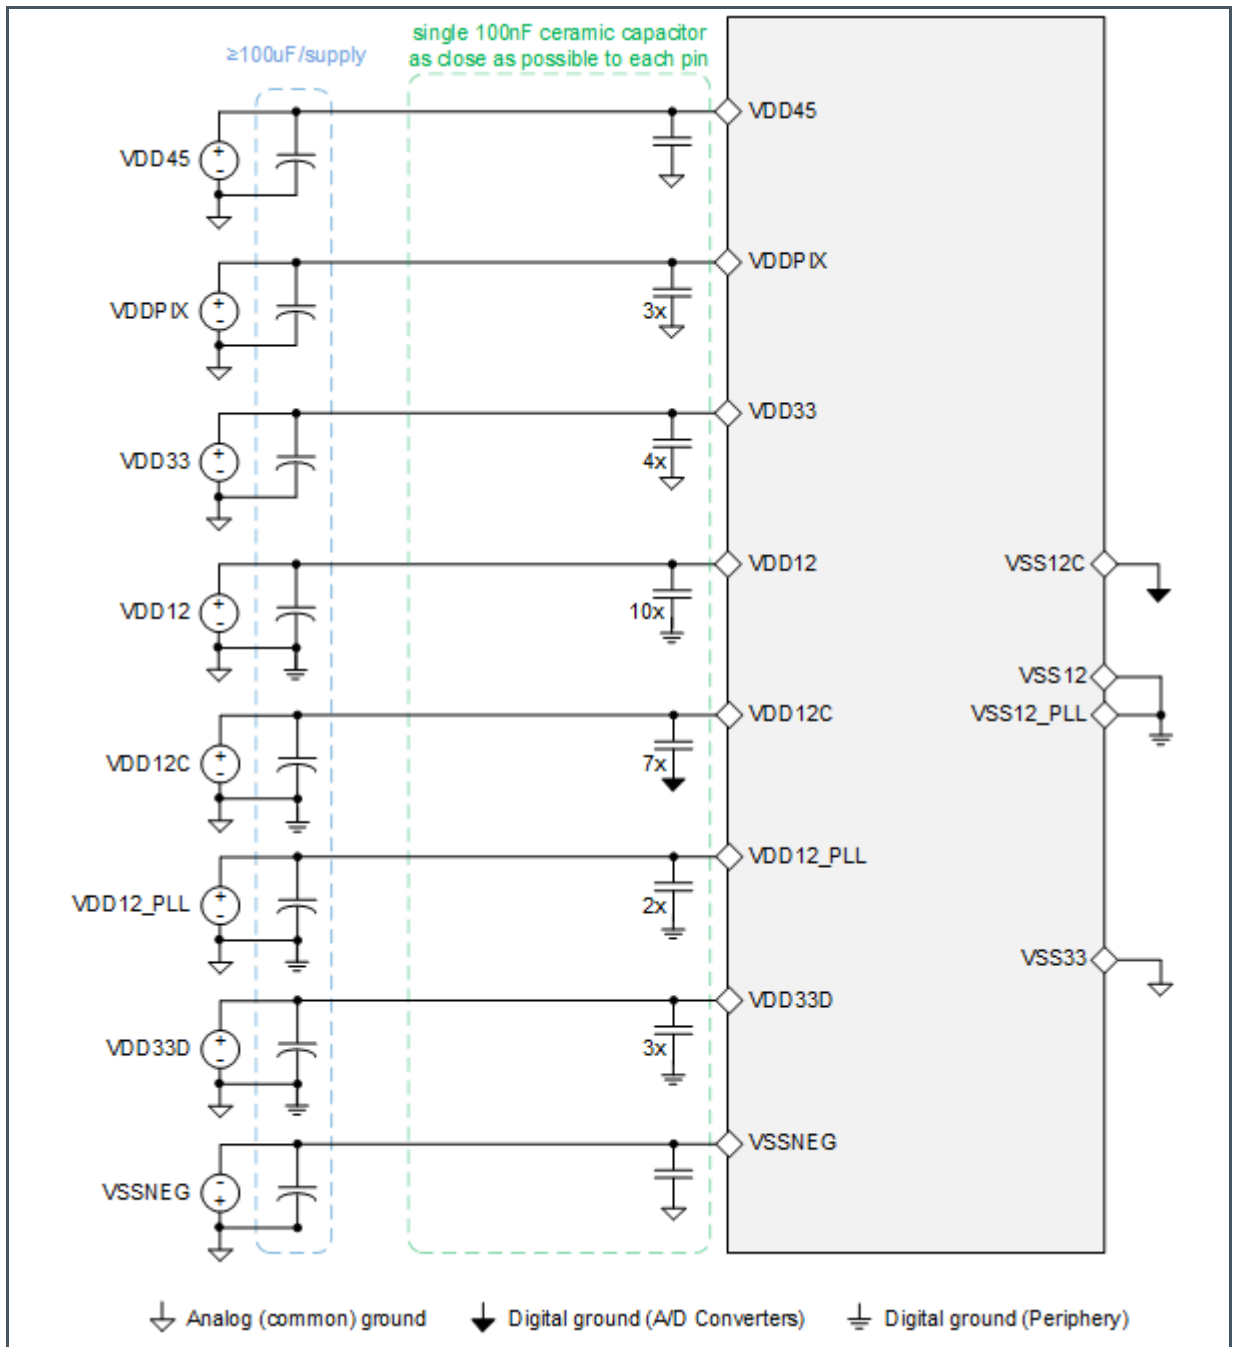 single 100nF ceramic capacitor
≥100uF/supply
as close as possible to each pin
VDD45
+
-
VDD45
VDDPIX
+
-
3x
VDDPIX
VDD33
+
-
4x
VDD33
VDD12
+
-
10x
VDD12
VSS12C
VSS12
VSS12_PLL
VDD12C
+
-
7x
VDD12C
VDD12_PLL
+
-
2x
VDD12_PLL
VSS33
VDD33D
+
-
3x
VDD33D
VSSNEG
-
+
VSSNEG
Analog (common) ground
Digital ground (A/D Converters)
Digital ground (Periphery)